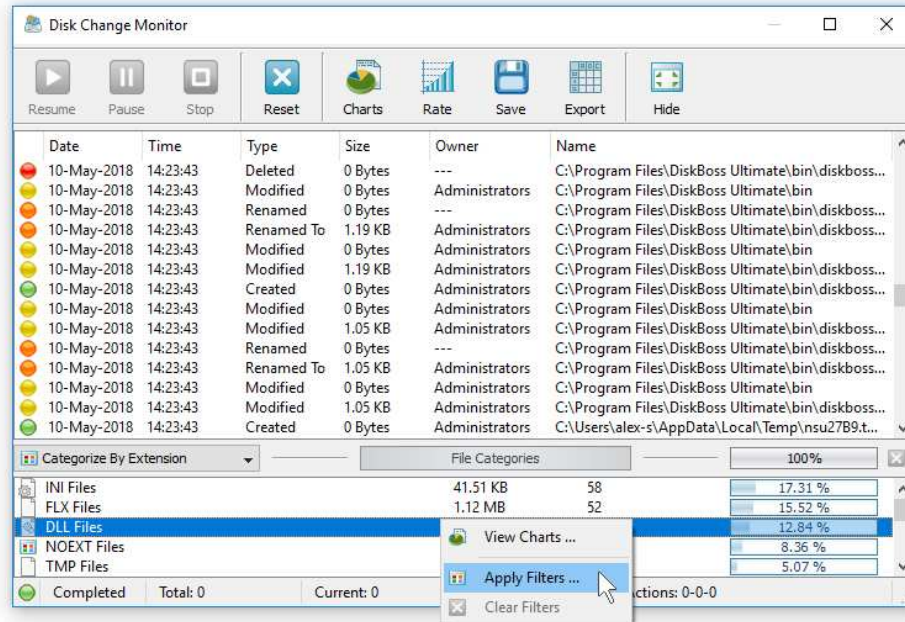 Disk Change Monitor
Resume Pause Stop Reset Charts Rate Save Export Hide
Date Time Type Size Owner Name
10-May-2018 14:23:43 Deleted 0 Bytes --- C:\Program Files\DiskBoss Ultimate\bin\diskboss...
10-May-2018 14:23:43 Modified 0 Bytes Administrators C:\Program Files\DiskBoss Ultimate\bin
10-May-2018 14:23:43 Renamed 0 Bytes --- C:\Program Files\DiskBoss Ultimate\bin\diskboss...
10-May-2018 14:23:43 Renamed To 1.19 KB Administrators C:\Program Files\DiskBoss Ultimate\bin\diskboss...
10-May-2018 14:23:43 Modified 0 Bytes Administrators C:\Program Files\DiskBoss Ultimate\bin
10-May-2018 14:23:43 Modified 1.19 KB Administrators C:\Program Files\DiskBoss Ultimate\bin\diskboss...
10-May-2018 14:23:43 Created 0 Bytes Administrators C:\Program Files\DiskBoss Ultimate\bin\diskboss...
10-May-2018 14:23:43 Modified 0 Bytes Administrators C:\Program Files\DiskBoss Ultimate\bin
10-May-2018 14:23:43 Modified 1.05 KB Administrators C:\Program Files\DiskBoss Ultimate\bin\diskboss...
10-May-2018 14:23:43 Renamed 0 Bytes --- C:\Program Files\DiskBoss Ultimate\bin\diskboss...
10-May-2018 14:23:43 Renamed To 1.05 KB Administrators C:\Program Files\DiskBoss Ultimate\bin\diskboss...
10-May-2018 14:23:43 Modified 0 Bytes Administrators C:\Program Files\DiskBoss Ultimate\bin
10-May-2018 14:23:43 Modified 1.05 KB Administrators C:\Program Files\DiskBoss Ultimate\bin\diskboss...
10-May-2018 14:23:43 Created 0 Bytes Administrators C:\Users\alex-s\AppData\Local\Temp\nsu27B9.t...
Categorize By Extension File Categories 100%
INI Files 41.51 KB 58 17.31 %
FLX Files 1.12 MB 52 15.52 %
DLL Files 12.84 %
NOEXT Files View Charts ... 8.36 %
TMP Files 5.07 %
Apply Filters ...
Completed Total: 0 Current: 0 ctions: 0-0-0
Clear Filters